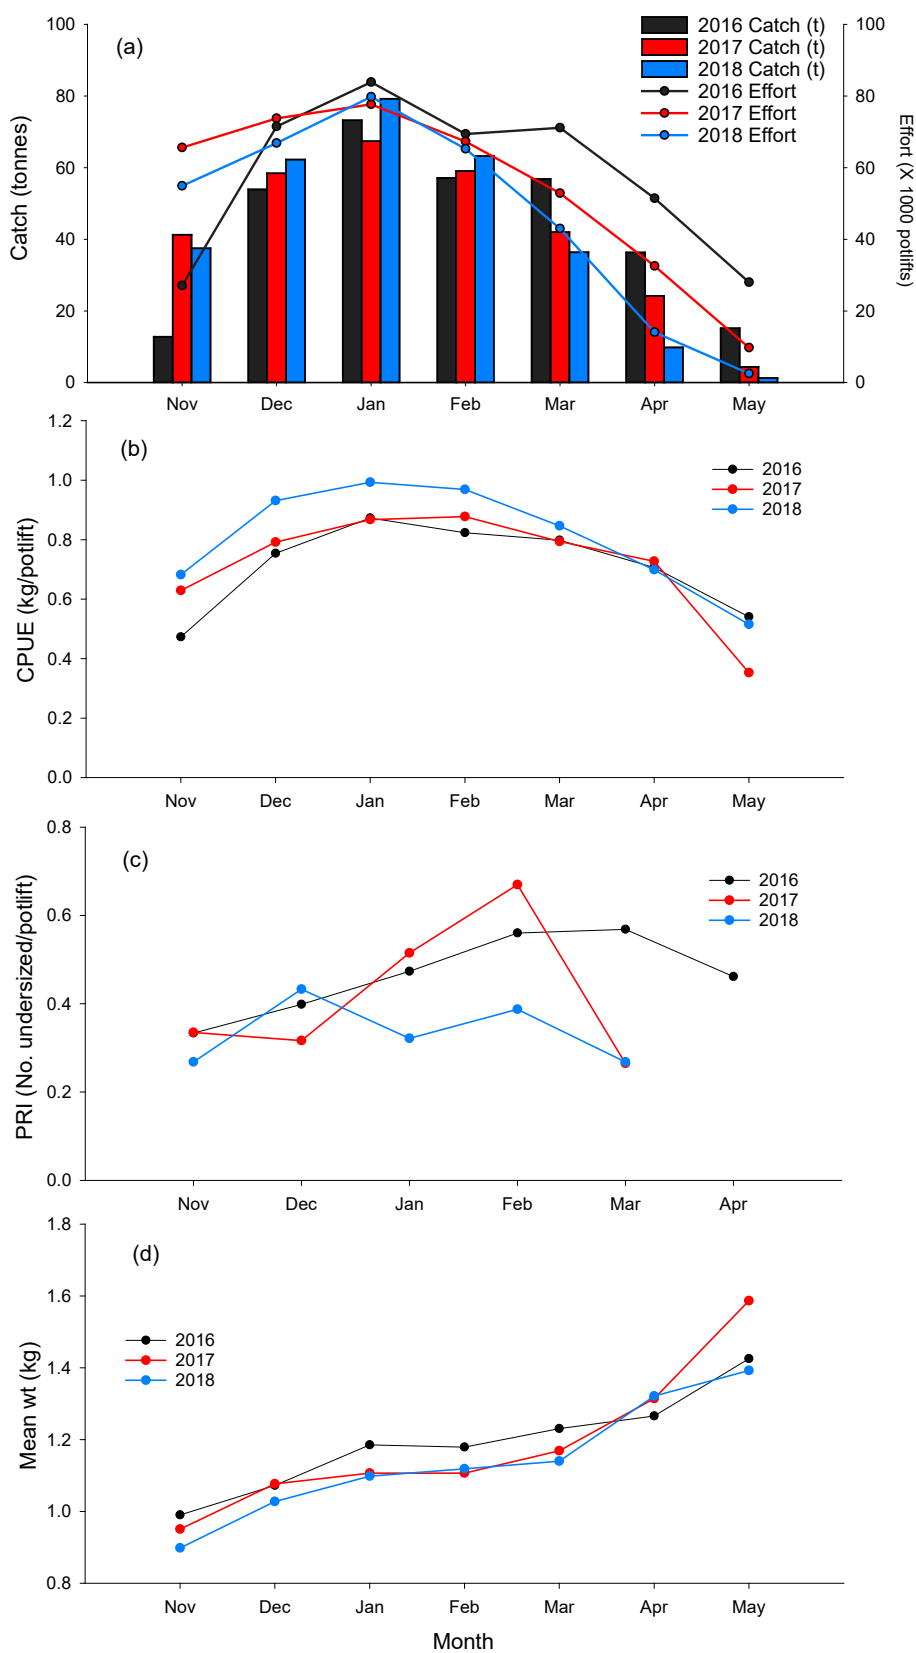 (a)
2016 Catch (t)
2017 Catch (t)
2018 Catch (t)
2016 Effort
2017 Effort
2018 Effort
Catch (tonnes)
100
80
60
40
20
0
Effort (X 1000 potlifts)
100
80
60
40
20
0
Nov Dec Jan Feb Mar Apr May
(b)
2016
2017
2018
CPUE (kg/potlift)
1.2
1.0
0.8
0.6
0.4
0.2
0.0
Nov Dec Jan Feb Mar Apr May
(c)
2016
2017
2018
PRI (No. undersized/potlift)
0.8
0.6
0.4
0.2
0.0
Nov Dec Jan Feb Mar Apr
(d)
2016
2017
2018
Mean wt (kg)
1.8
1.6
1.4
1.2
1.0
0.8
Nov Dec Jan Feb Mar Apr May
Month